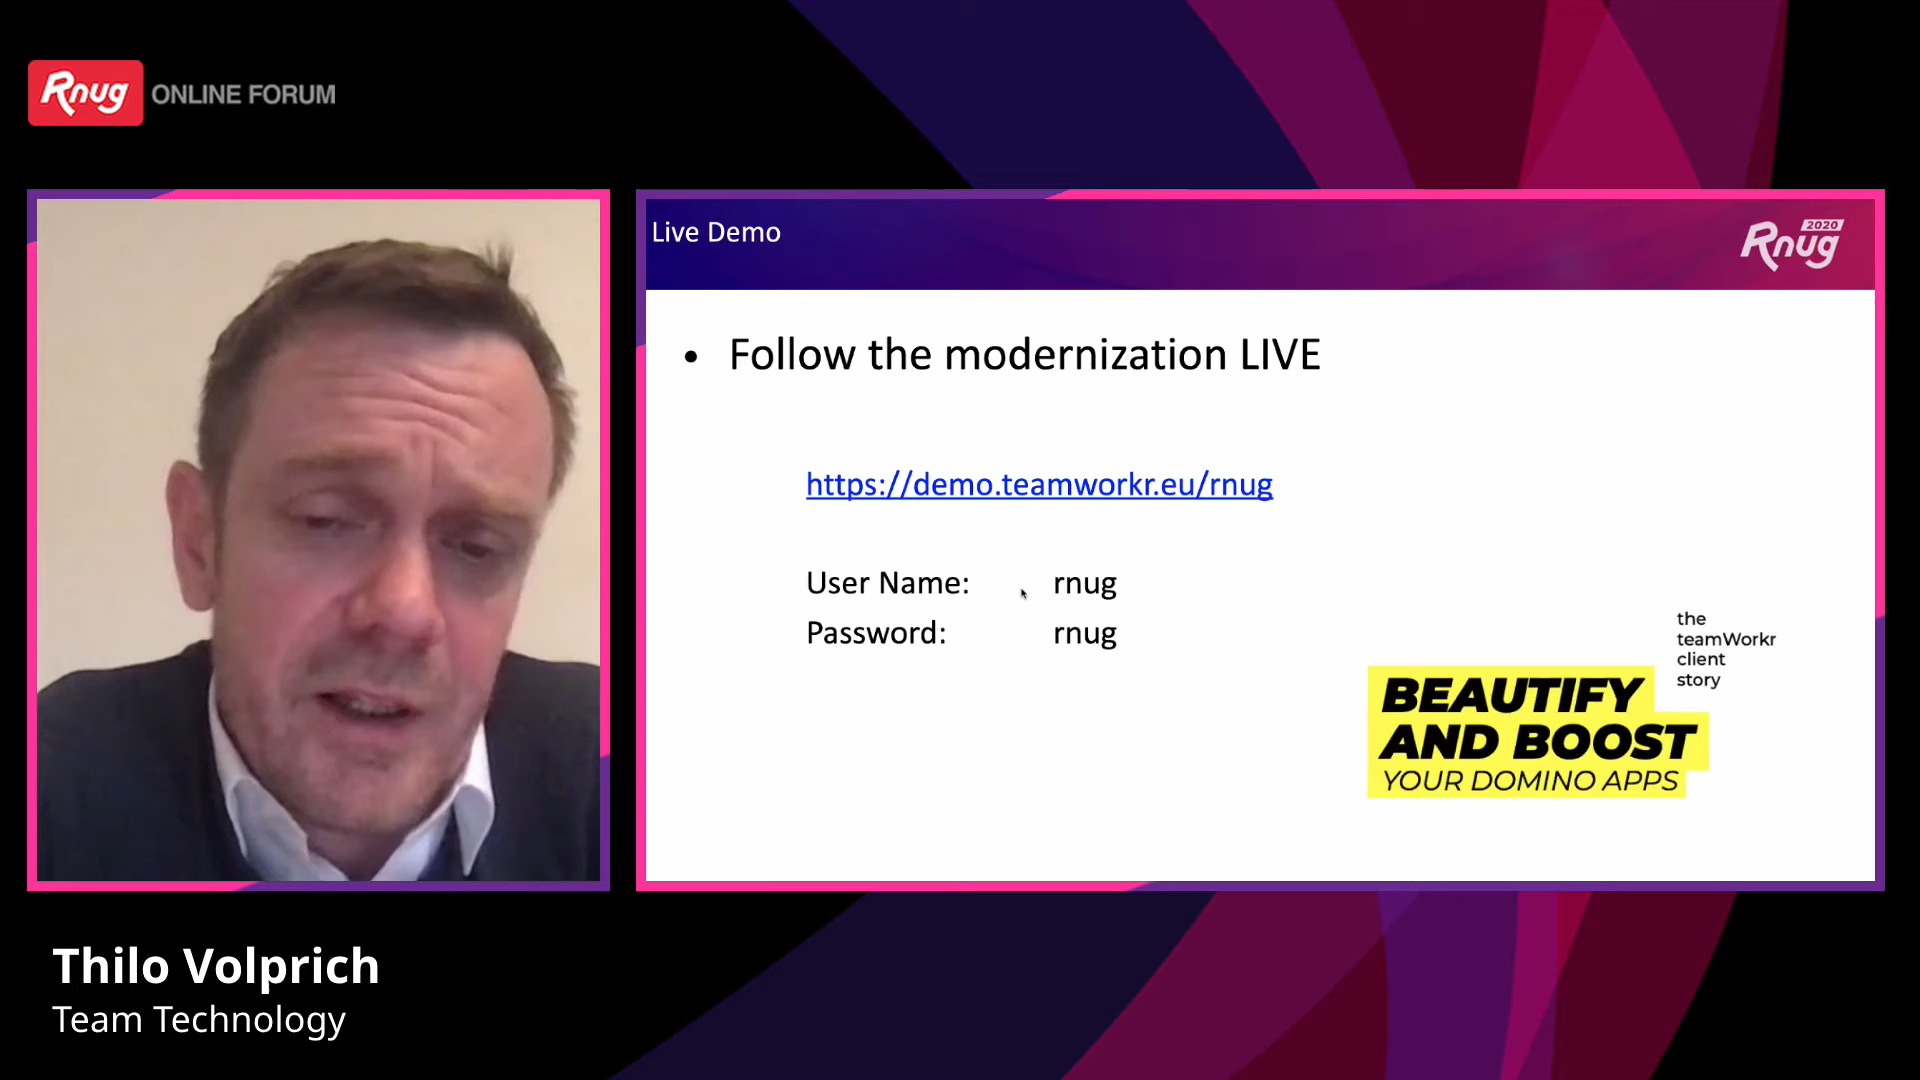 Rnug ONLINE FORUM
Live Demo
2020
Rnug
• Follow the modernization LIVE
https://demo.teamworkr.eu/rnug
User Name: rnug
Password: rnug
the
teamWorkr
client
story
BEAUTIFY
AND BOOST
YOUR DOMINO APPS
Thilo Volprich
Team Technology